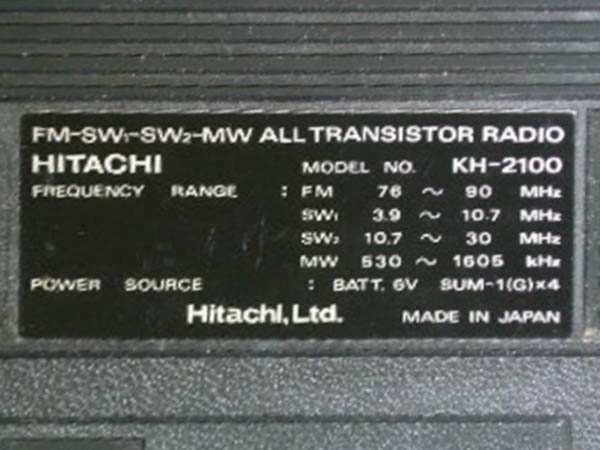 FM-SW₁-SW₂-MW ALL TRANSISTOR RADIO
HITACHI MODEL NO. KH-2100
FREQUENCY RANGE : FM 76 ~ 90 MHz
SW₁ 3.9 ~ 10.7 MHz
SW₂ 10.7 ~ 30 MHz
MW 530 ~ 1605 kHz
POWER SOURCE : BATT. 6V SUM-1(G)×4
Hitachi, Ltd. MADE IN JAPAN